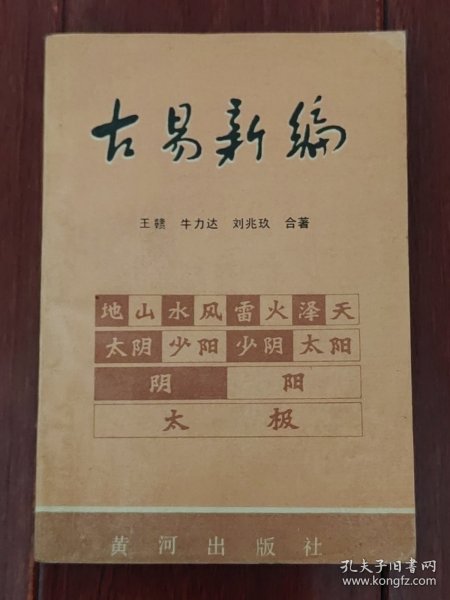 古易新编
王赣 牛力达 刘兆玖 合著
地山水风雷火泽天
太阴 少阳 少阴 太阳
阴 阳
太 极
黄河出版社
孔夫子旧书网
www.kongfz.com